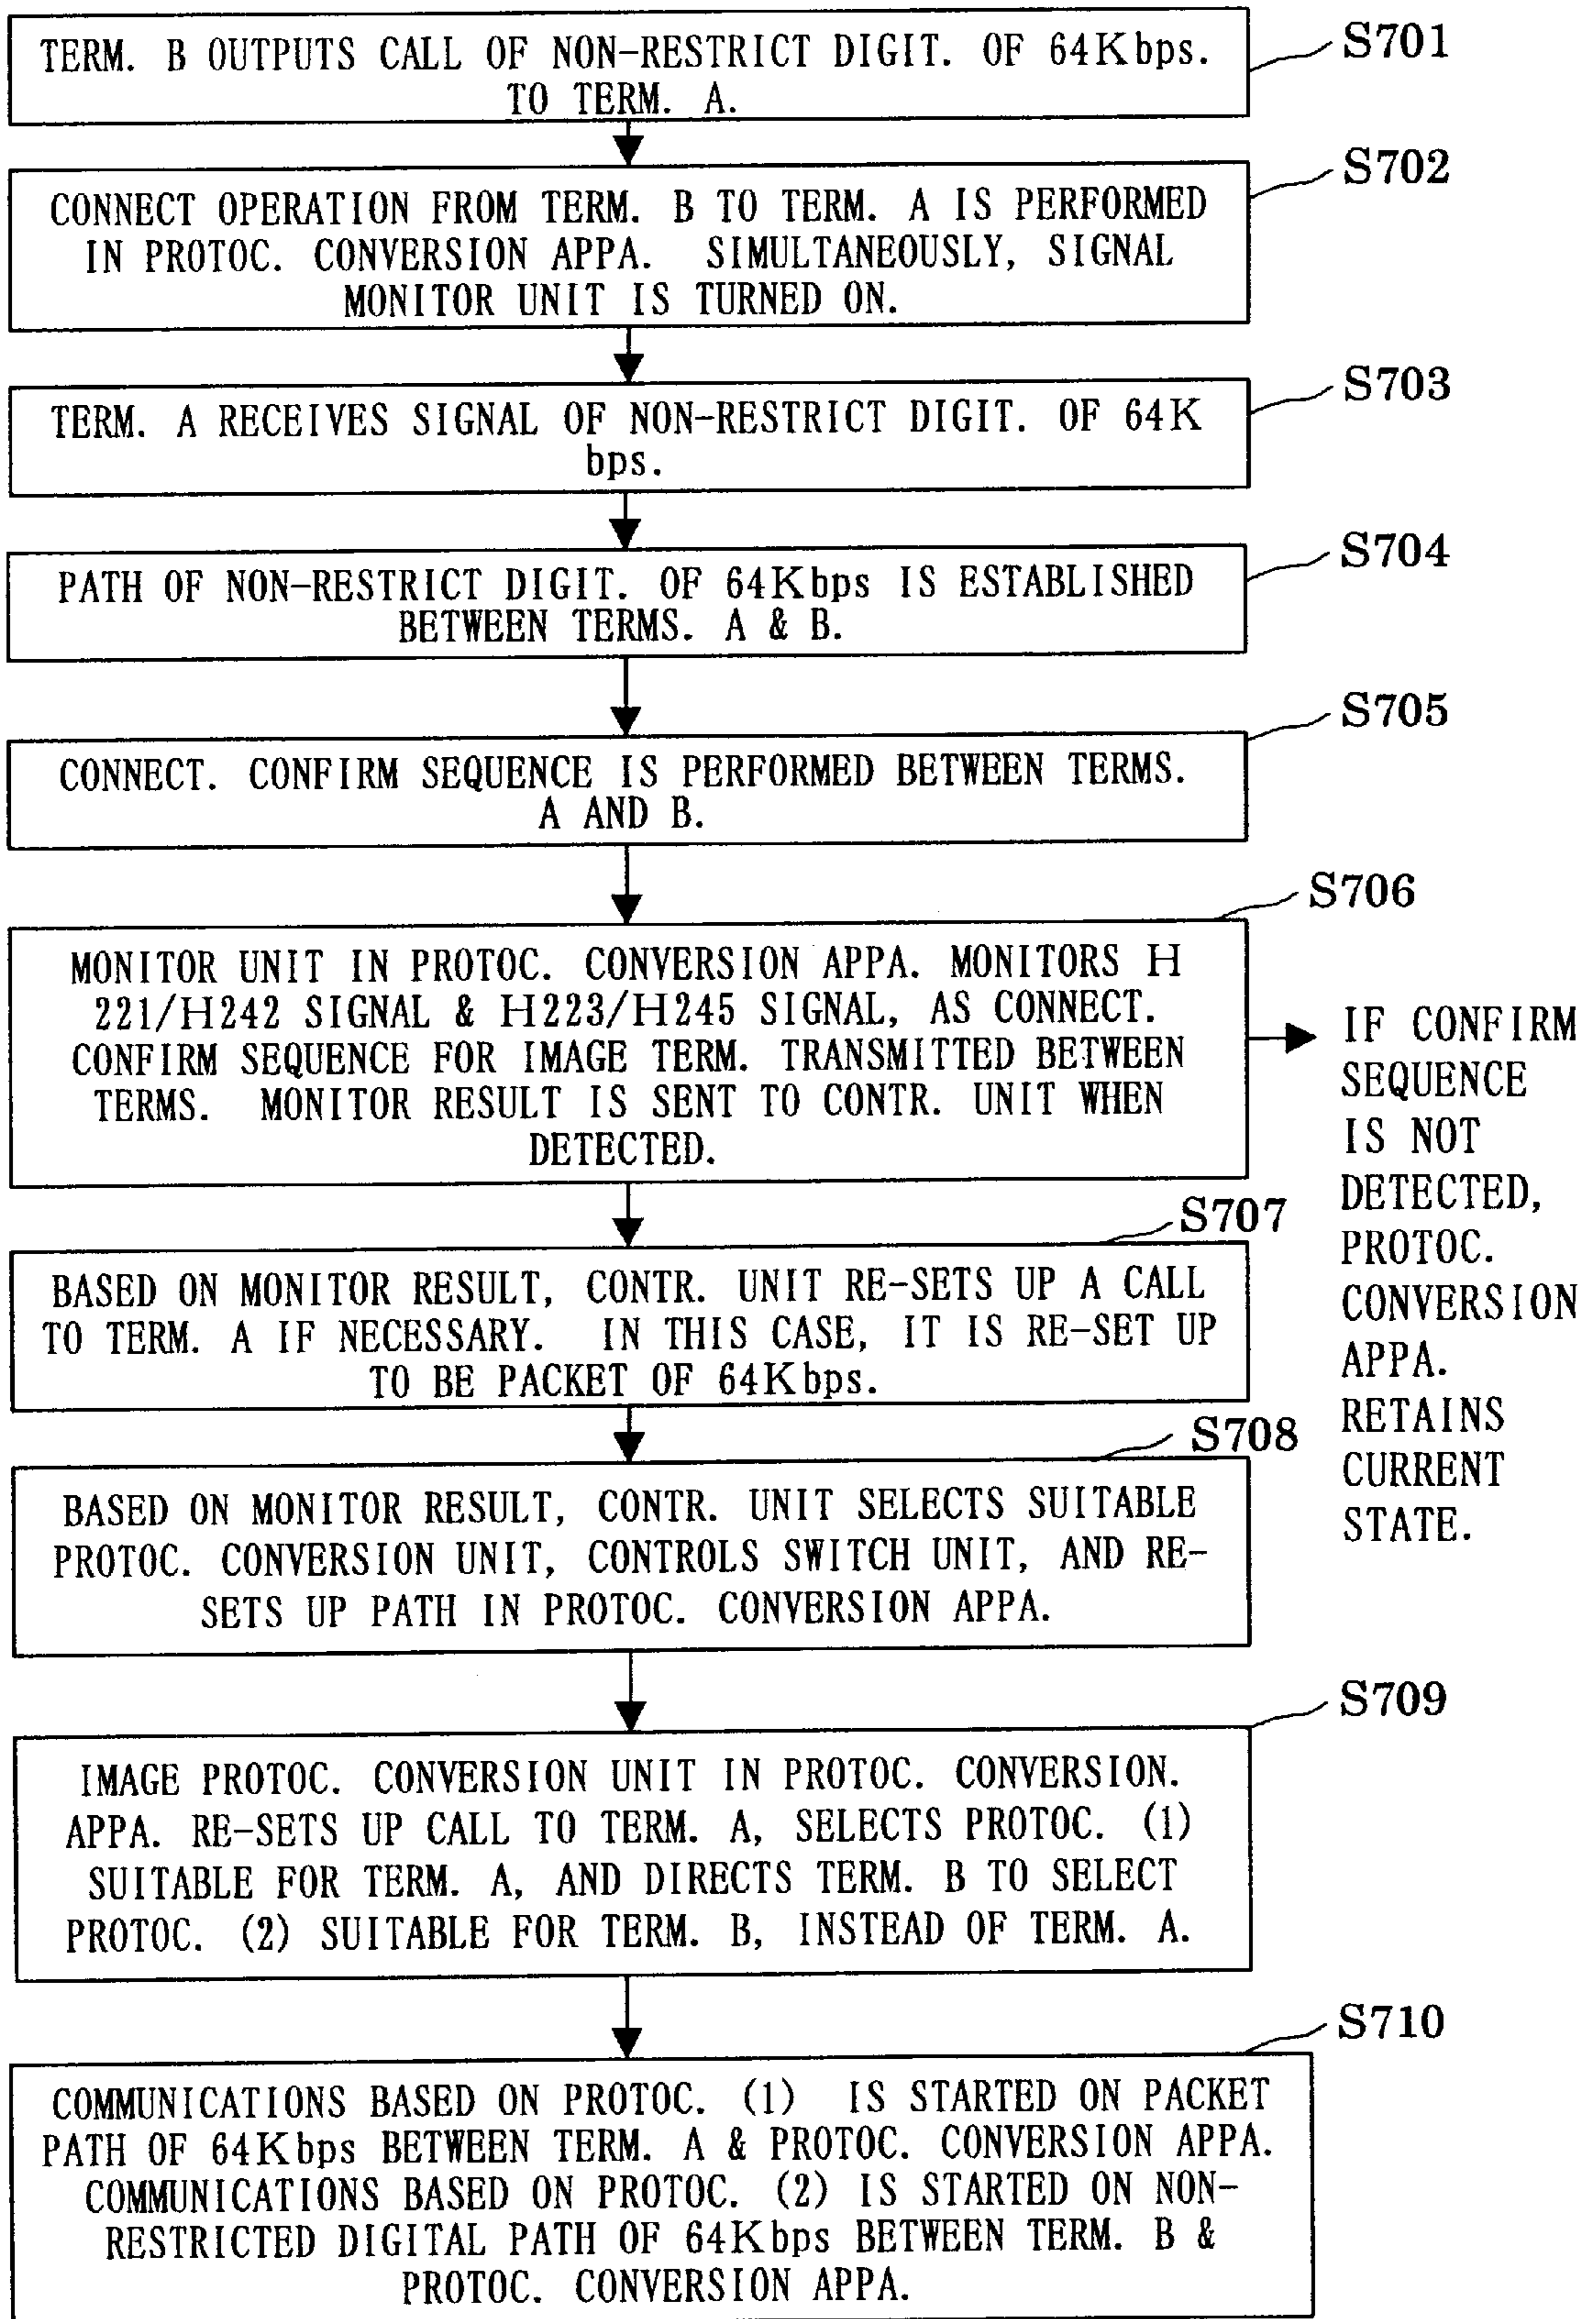 TERM. B OUTPUTS CALL OF NON-RESTRICT DIGIT. OF 64Kbps.
TO TERM. A.
S701
CONNECT OPERATION FROM TERM. B TO TERM. A IS PERFORMED
IN PROTOC. CONVERSION APPA. SIMULTANEOUSLY, SIGNAL
MONITOR UNIT IS TURNED ON.
S702
TERM. A RECEIVES SIGNAL OF NON-RESTRICT DIGIT. OF 64K
bps.
S703
PATH OF NON-RESTRICT DIGIT. OF 64Kbps IS ESTABLISHED
BETWEEN TERMS. A & B.
S704
CONNECT. CONFIRM SEQUENCE IS PERFORMED BETWEEN TERMS.
A AND B.
S705
MONITOR UNIT IN PROTOC. CONVERSION APPA. MONITORS H
221/H242 SIGNAL & H223/H245 SIGNAL, AS CONNECT.
CONFIRM SEQUENCE FOR IMAGE TERM. TRANSMITTED BETWEEN
TERMS. MONITOR RESULT IS SENT TO CONTR. UNIT WHEN
DETECTED.
S706
IF CONFIRM
SEQUENCE
IS NOT
DETECTED,
PROTOC.
CONVERSION
APPA.
RETAINS
CURRENT
STATE.
BASED ON MONITOR RESULT, CONTR. UNIT RE-SETS UP A CALL
TO TERM. A IF NECESSARY. IN THIS CASE, IT IS RE-SET UP
TO BE PACKET OF 64Kbps.
S707
BASED ON MONITOR RESULT, CONTR. UNIT SELECTS SUITABLE
PROTOC. CONVERSION UNIT, CONTROLS SWITCH UNIT, AND RE-
SETS UP PATH IN PROTOC. CONVERSION APPA.
S708
IMAGE PROTOC. CONVERSION UNIT IN PROTOC. CONVERSION.
APPA. RE-SETS UP CALL TO TERM. A, SELECTS PROTOC. (1)
SUITABLE FOR TERM. A, AND DIRECTS TERM. B TO SELECT
PROTOC. (2) SUITABLE FOR TERM. B, INSTEAD OF TERM. A.
S709
COMMUNICATIONS BASED ON PROTOC. (1) IS STARTED ON PACKET
PATH OF 64Kbps BETWEEN TERM. A & PROTOC. CONVERSION APPA.
COMMUNICATIONS BASED ON PROTOC. (2) IS STARTED ON NON-
RESTRICTED DIGITAL PATH OF 64Kbps BETWEEN TERM. B &
PROTOC. CONVERSION APPA.
S710